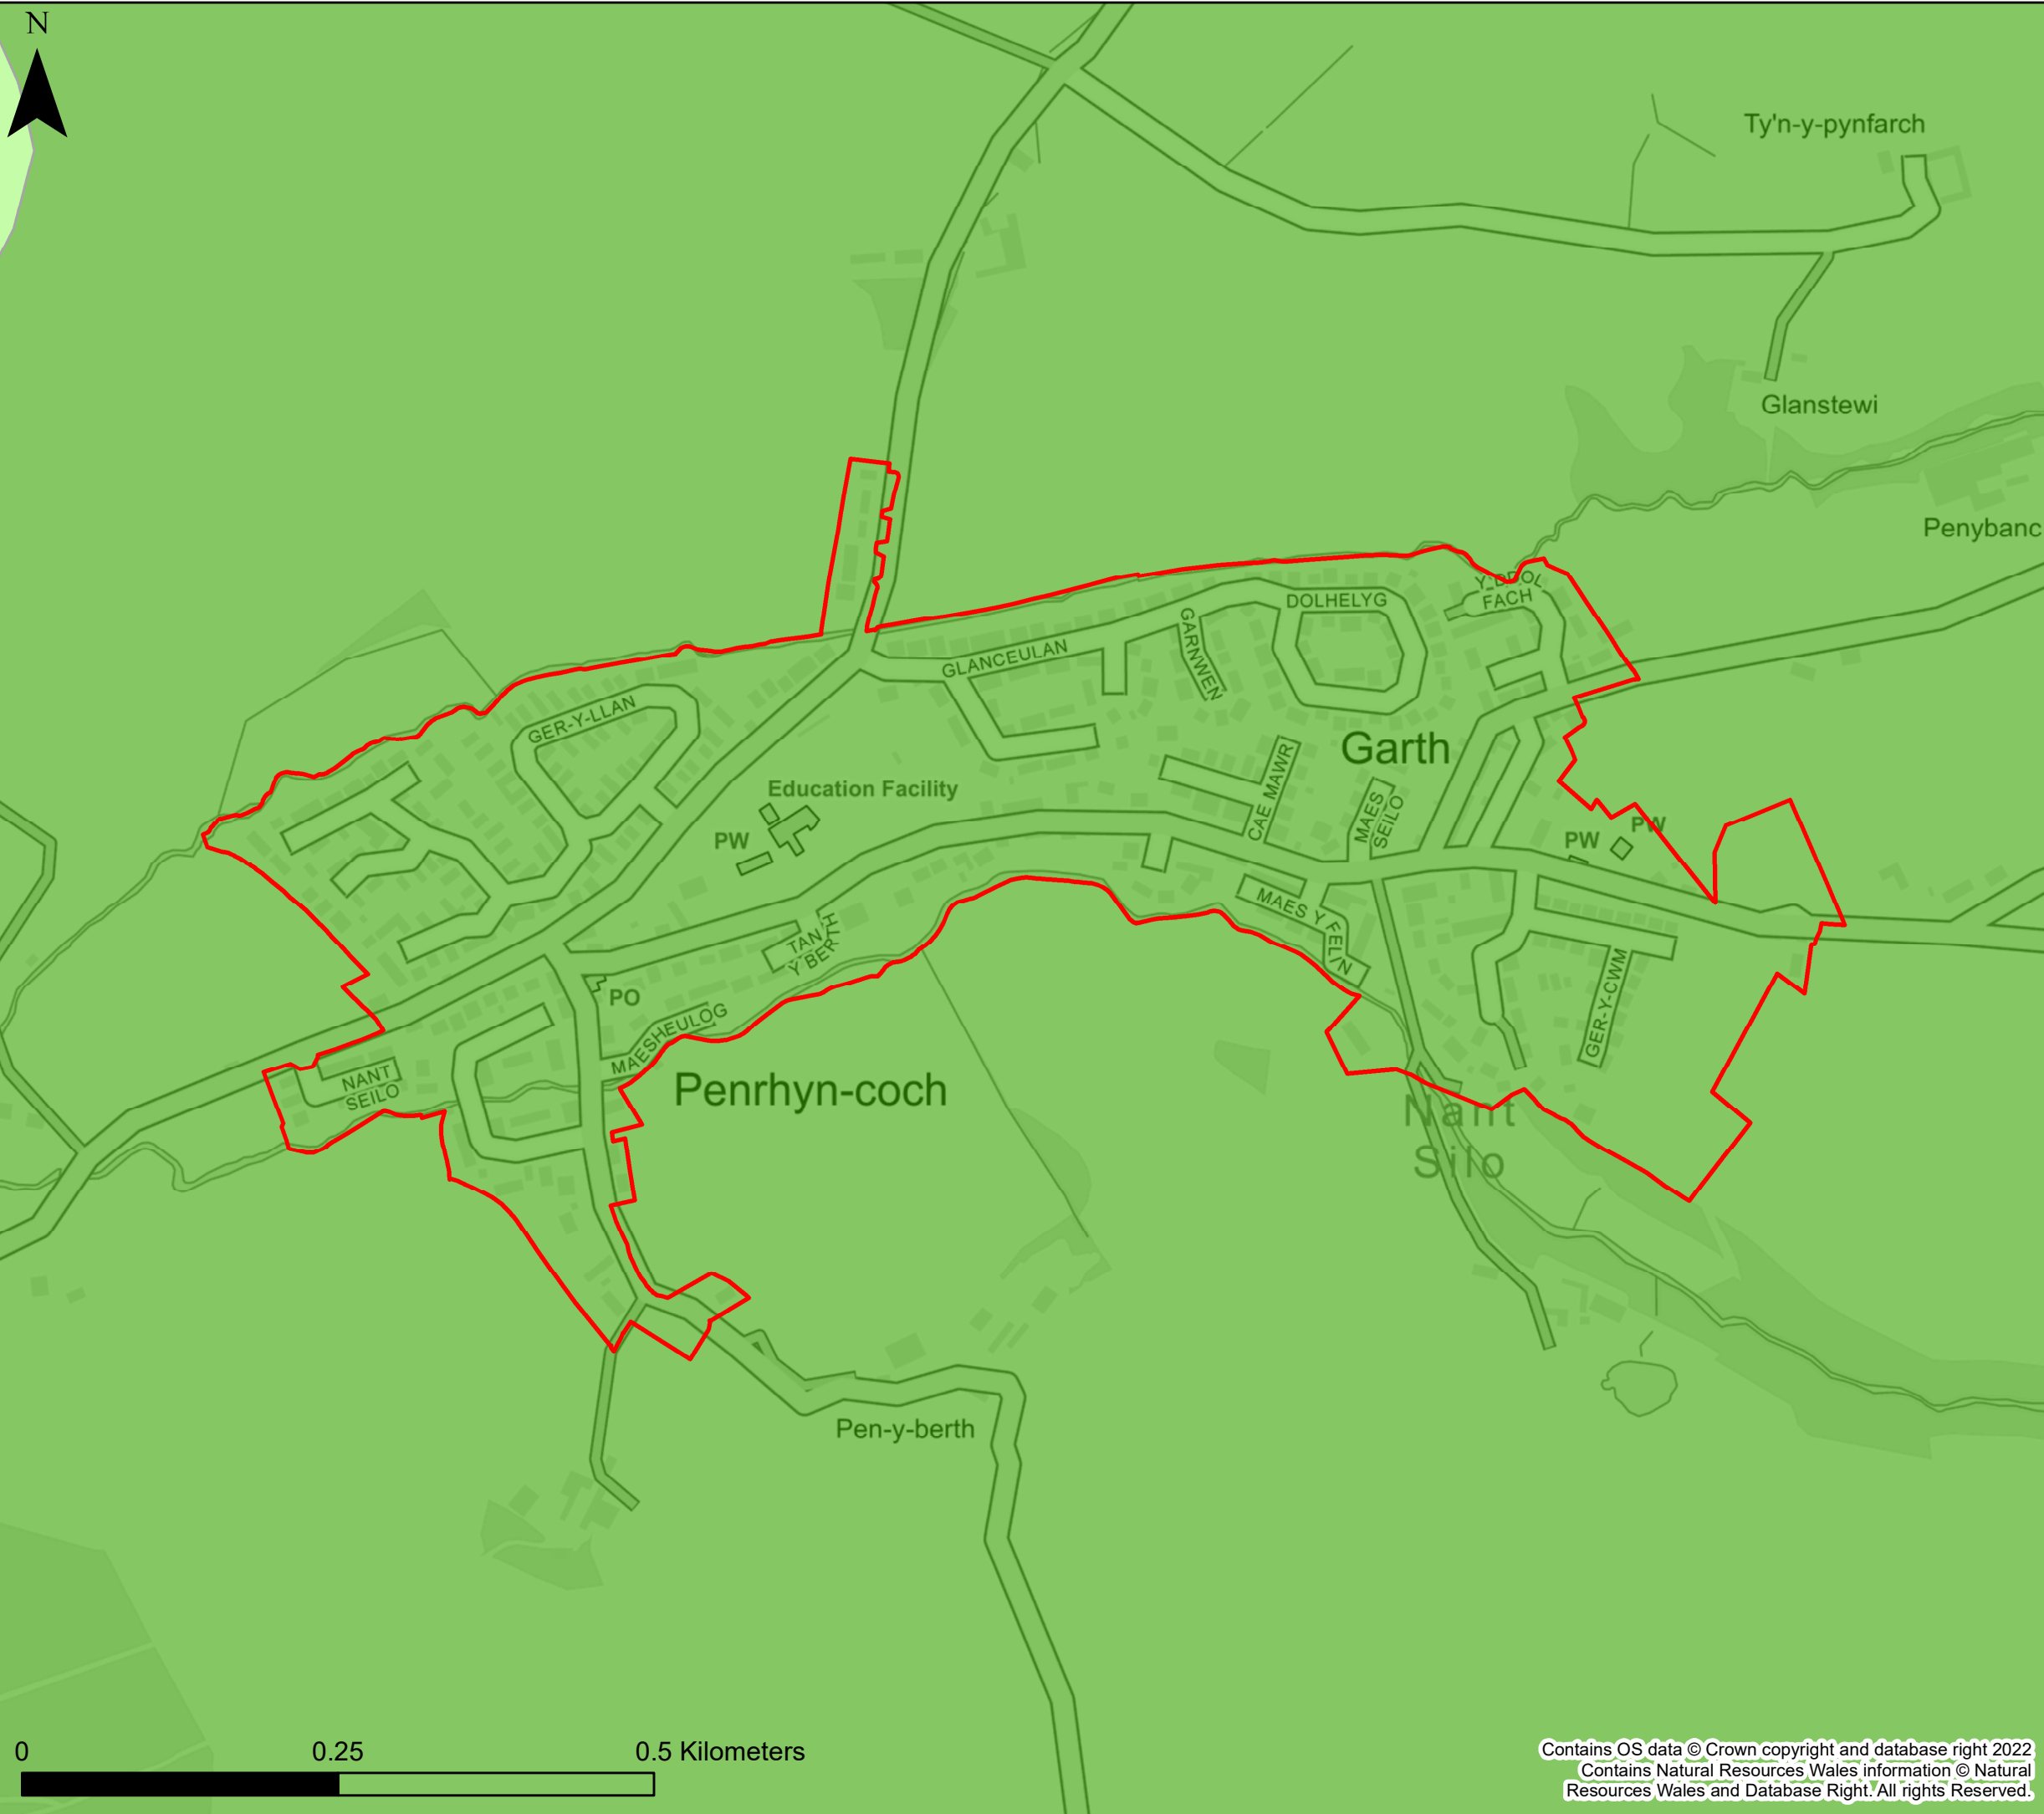 N
Ty'n-y-pynfarch
Glanstewi
Penybanc
Y DDOL
FACH
DOLHELYG
GARNWEN
GLANCEULAN
GER-Y-LLAN
Garth
CAE MAWR
MAES
SEILO
Education Facility
PW
PW
PW
MAES Y FELIN
TAN
Y BERTH
GER-Y-CWM
PO
MAESHEULOG
NANT
SEILO
Penrhyn-coch
Nant
Silo
Pen-y-berth
0
0.25
0.5 Kilometers
Contains OS data © Crown copyright and database right 2022
Contains Natural Resources Wales information © Natural
Resources Wales and Database Right. All rights Reserved.